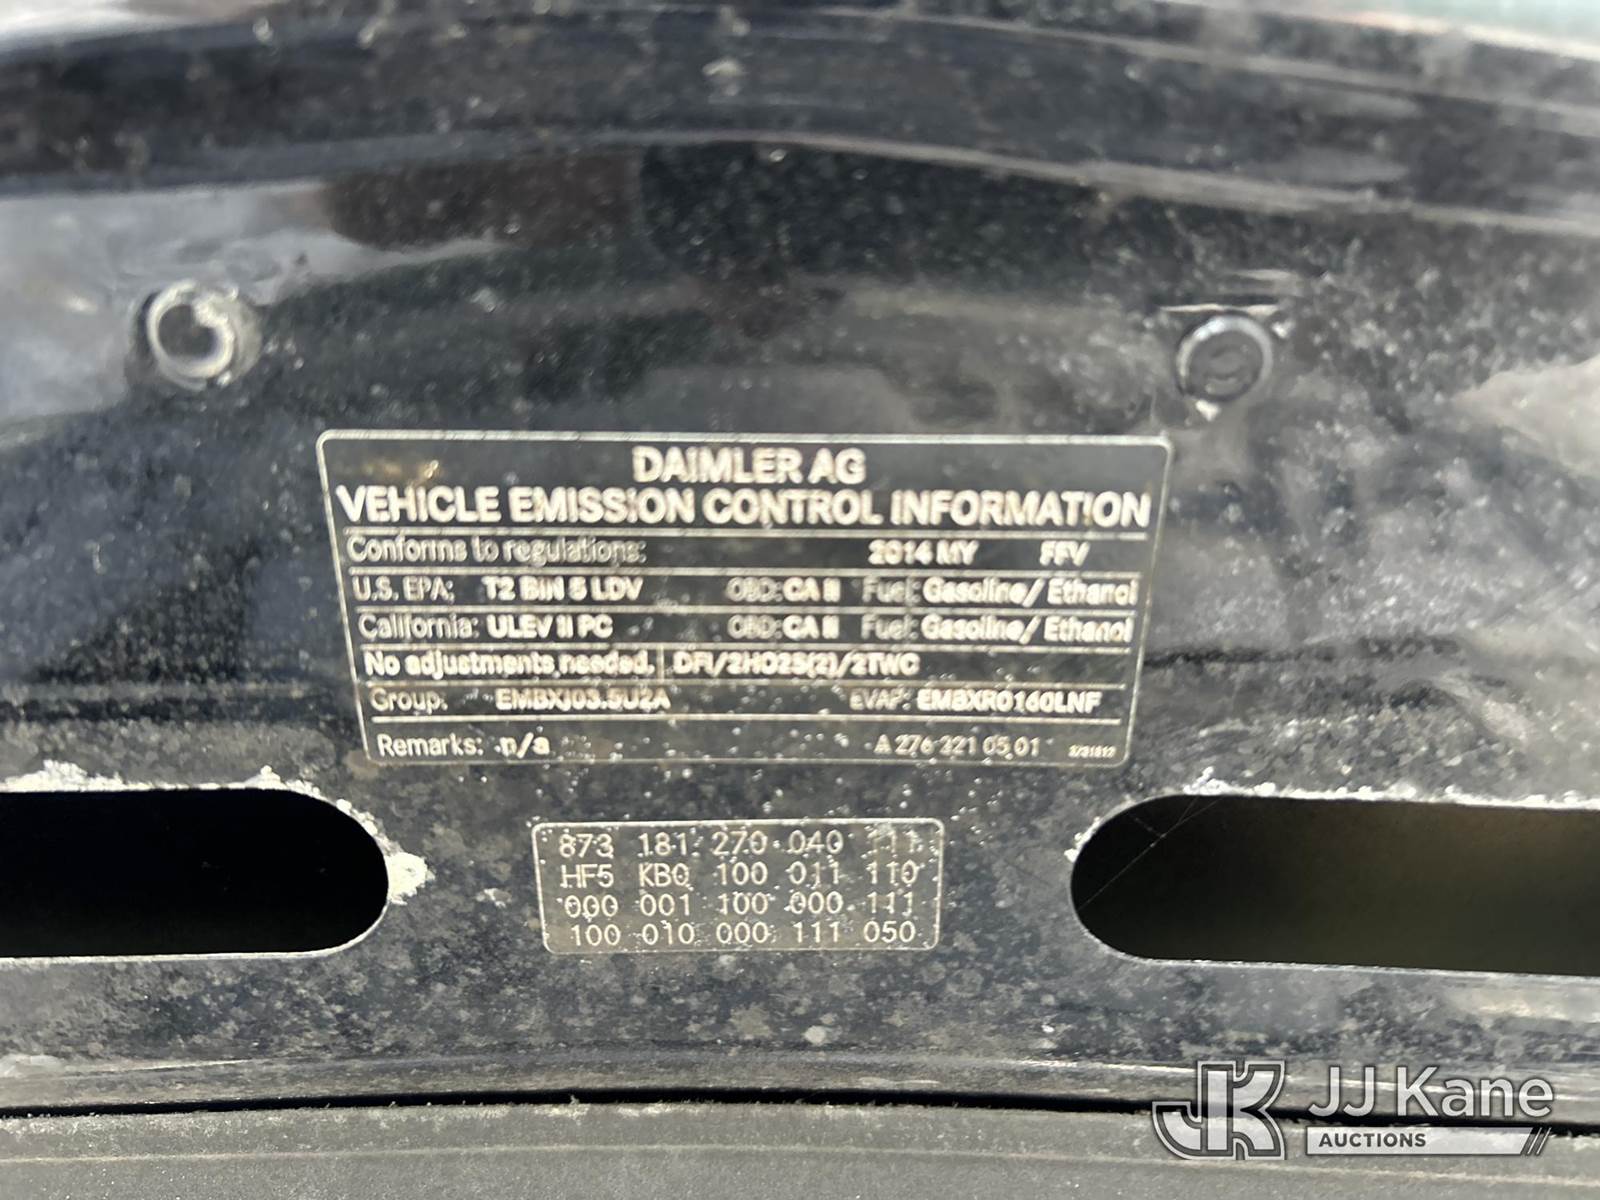 DAIMLER AG
VEHICLE EMISSION CONTROL INFORMATION
Conforms to regulations: 2014 MY FFV
U.S. EPA: T2 BIN 5 LDV OBD: CA II Fuel: Gasoline/ Ethanol
California: ULEV II PC OBD: CA II Fuel: Gasoline/ Ethanol
No adjustments needed. DFI/2HO2S(2)/2TWC
Group: EMBXJ03.5U2A EVAP: EMBXR0160LNF
Remarks: n/a A 276 221 05 01
873 181 270 040 111
HF5 KB0 100 011 110
000 001 100 000 111
100 010 000 111 050
JK JJ Kane
AUCTIONS